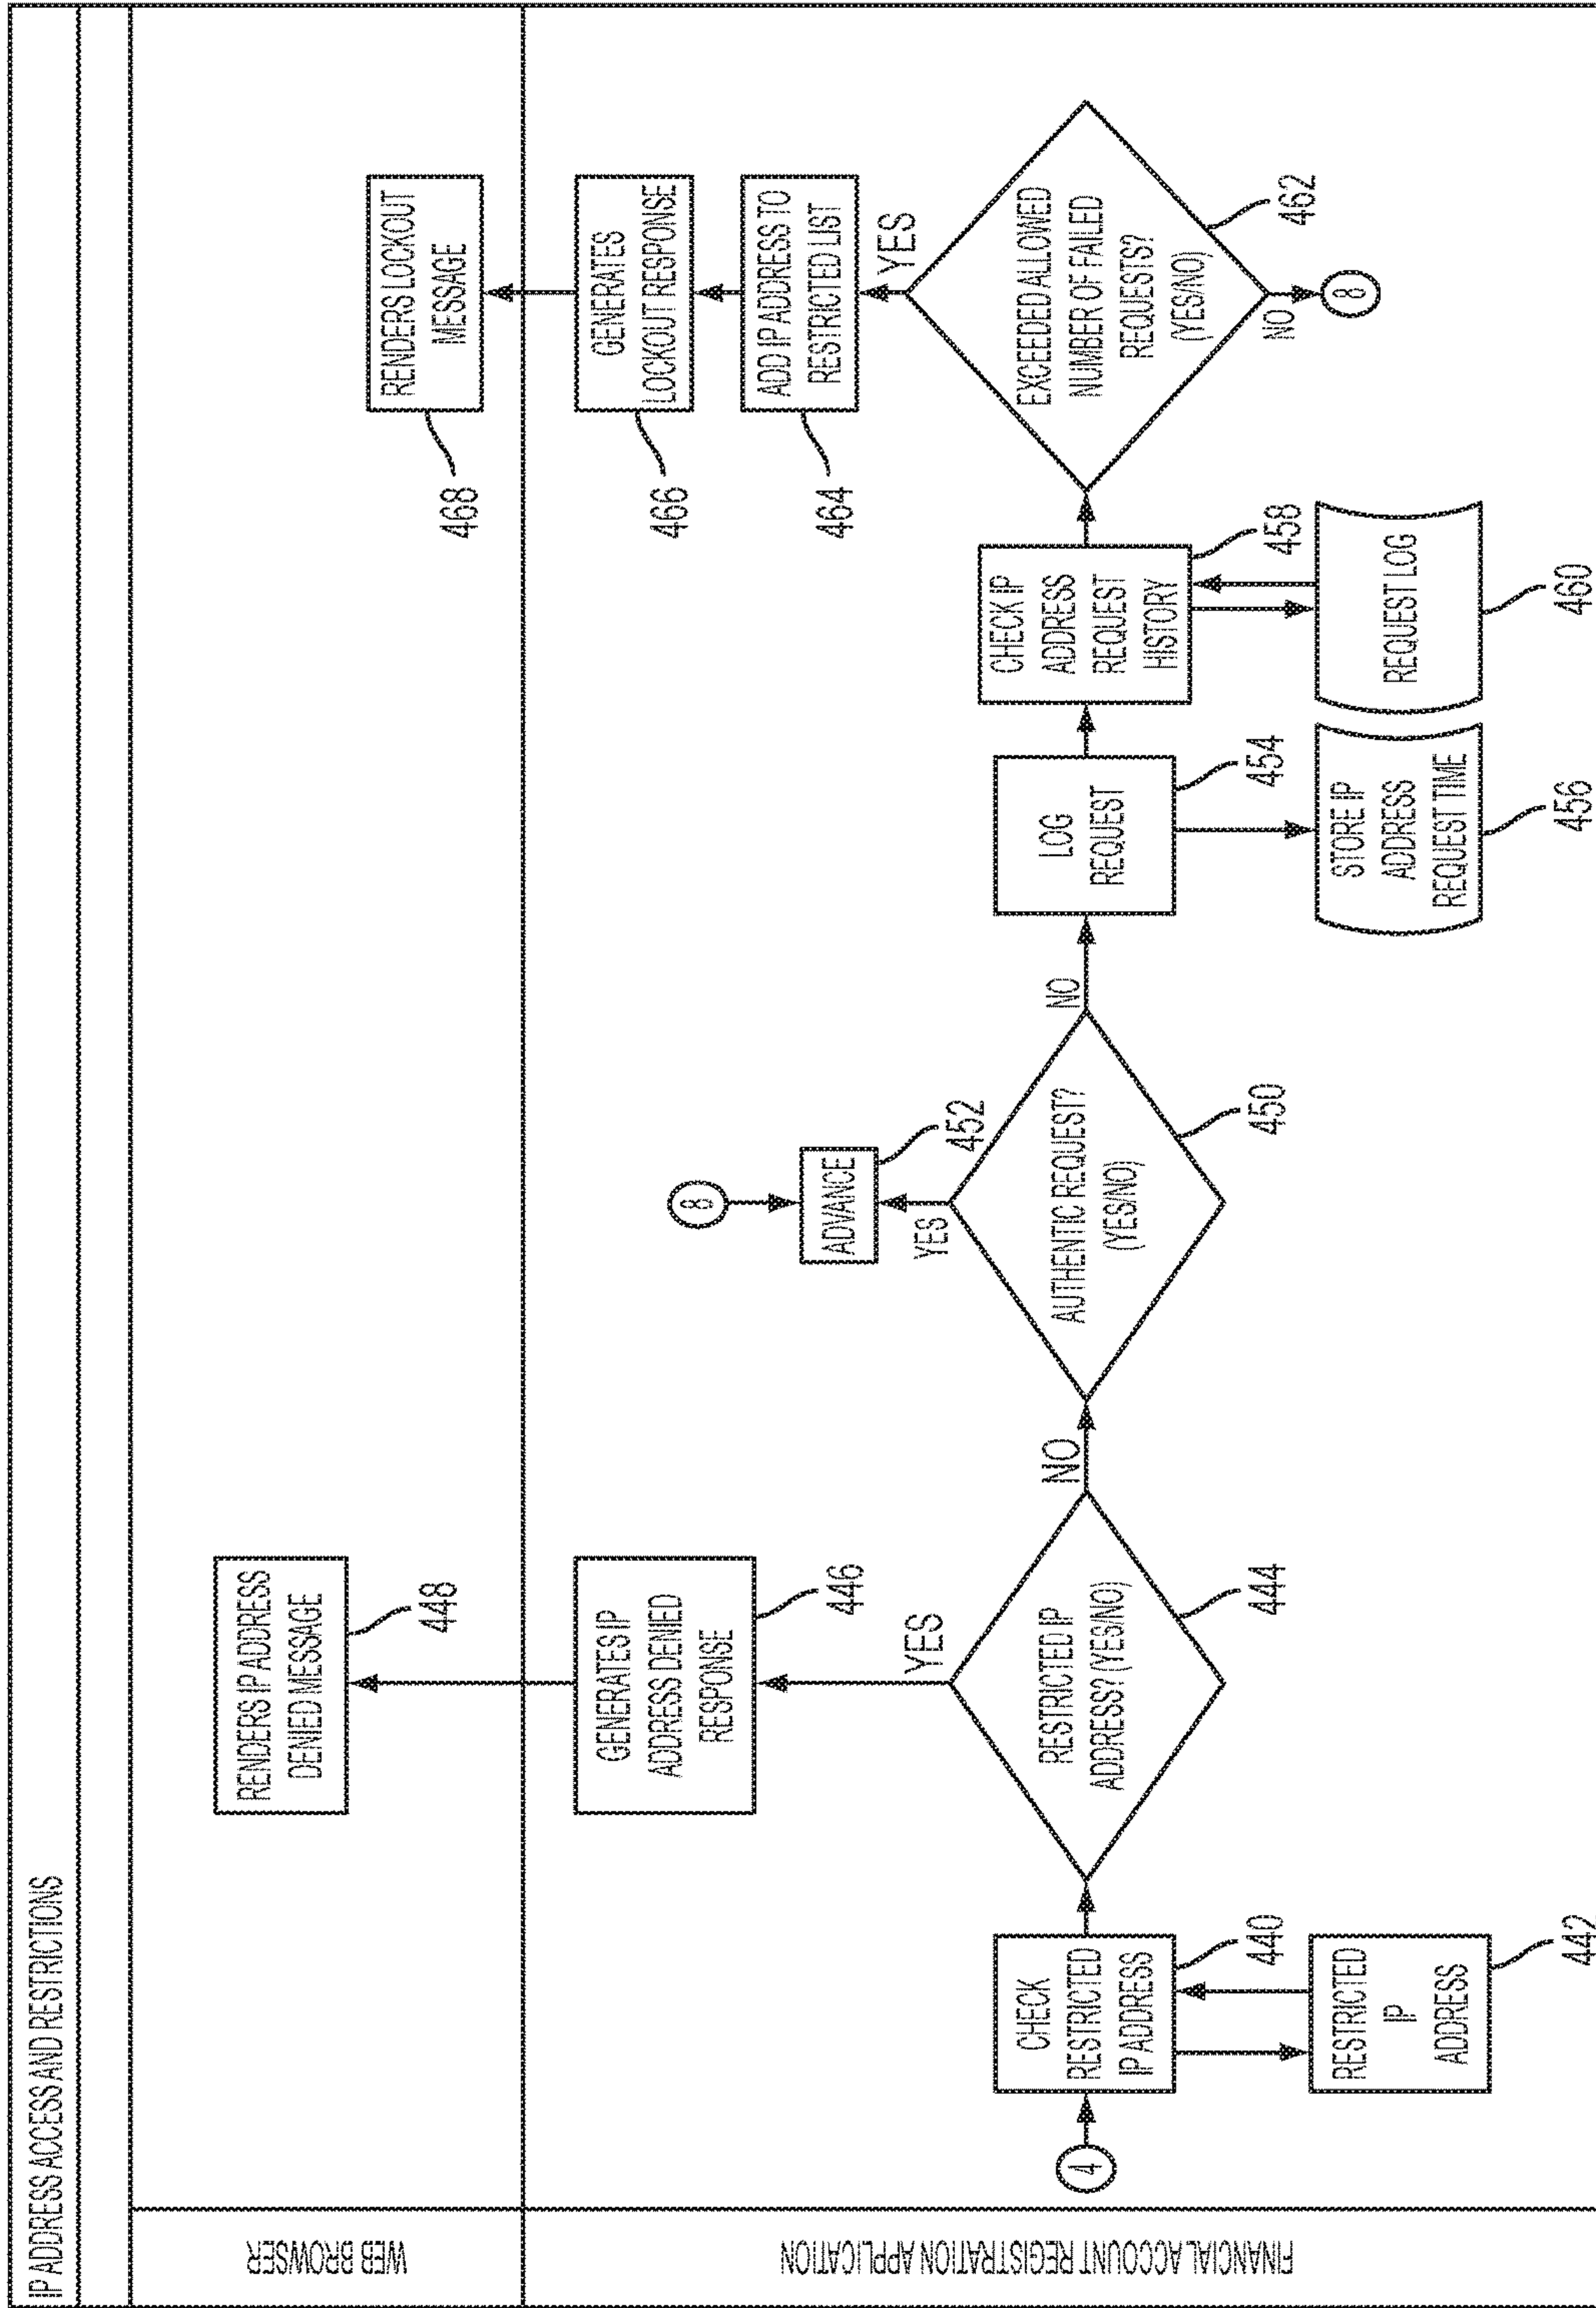 IP ADDRESS ACCESS AND RESTRICTIONS
WEB BROWSER
RENDERS IP ADDRESS
DENIED MESSAGE
448
RENDERS LOCKOUT
MESSAGE
468
FINANCIAL ACCOUNT REGISTRATION APPLICATION
4
CHECK
RESTRICTED
IP ADDRESS
440
RESTRICTED
IP
ADDRESS
442
GENERATES IP
ADDRESS DENIED
RESPONSE
446
YES
RESTRICTED IP
ADDRESS? (YES/NO)
444
NO
8
ADVANCE
452
YES
AUTHENTIC REQUEST?
(YES/NO)
450
NO
LOG
REQUEST
454
STORE IP
ADDRESS
REQUEST TIME
456
CHECK IP
ADDRESS
REQUEST
HISTORY
458
REQUEST LOG
460
GENERATES
LOCKOUT RESPONSE
466
ADD IP ADDRESS TO
RESTRICTED LIST
464
YES
EXCEEDED ALLOWED
NUMBER OF FAILED
REQUESTS?
(YES/NO)
462
NO
8